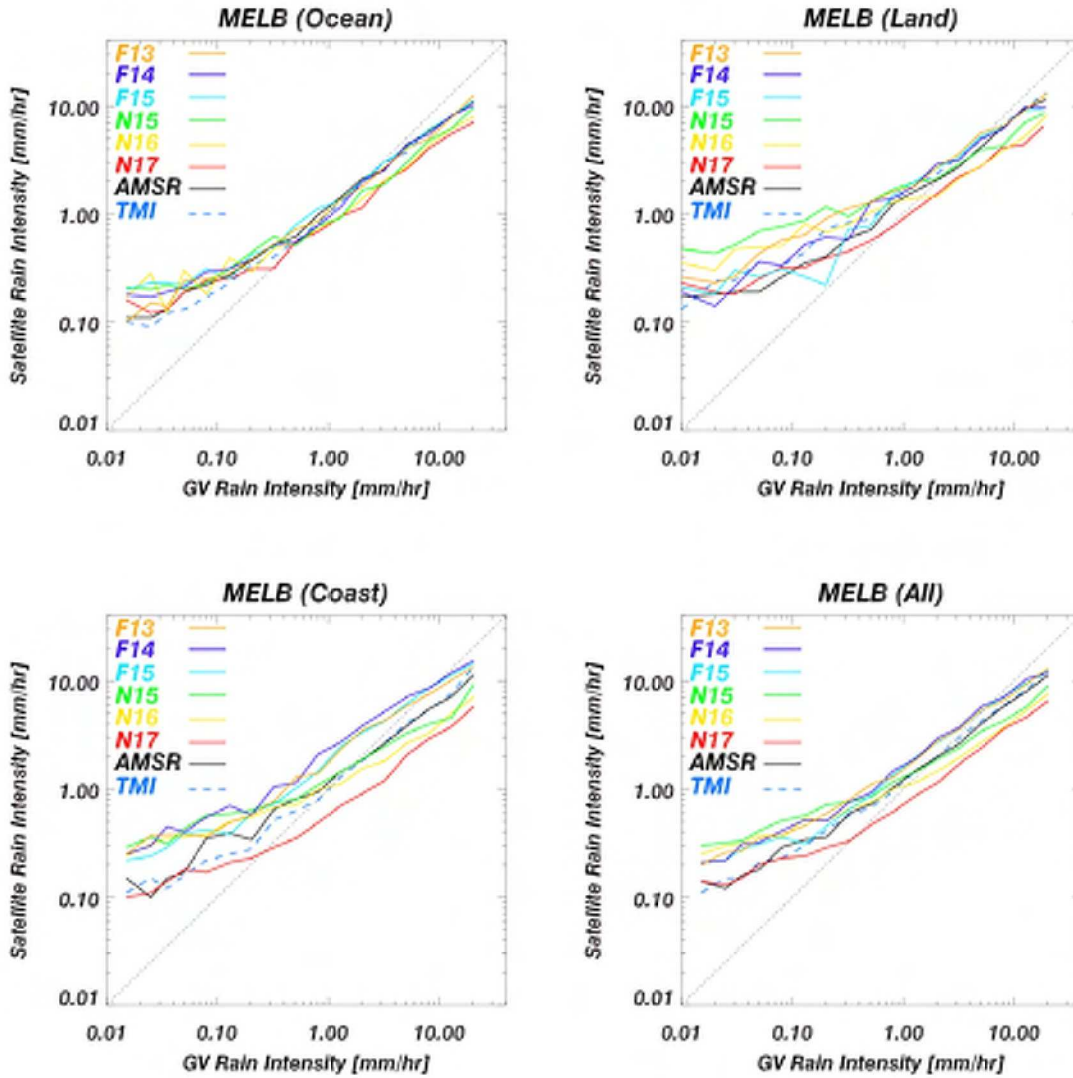 MELB (Ocean)
F13
F14
F15
N15
N16
N17
AMSR
TMI
10.00
1.00
0.10
0.01
Satellite Rain Intensity [mm/hr]
0.01 0.10 1.00 10.00
GV Rain Intensity [mm/hr]
MELB (Land)
F13
F14
F15
N15
N16
N17
AMSR
TMI
10.00
1.00
0.10
0.01
Satellite Rain Intensity [mm/hr]
0.01 0.10 1.00 10.00
GV Rain Intensity [mm/hr]
MELB (Coast)
F13
F14
F15
N15
N16
N17
AMSR
TMI
10.00
1.00
0.10
0.01
Satellite Rain Intensity [mm/hr]
0.01 0.10 1.00 10.00
GV Rain Intensity [mm/hr]
MELB (All)
F13
F14
F15
N15
N16
N17
AMSR
TMI
10.00
1.00
0.10
0.01
Satellite Rain Intensity [mm/hr]
0.01 0.10 1.00 10.00
GV Rain Intensity [mm/hr]